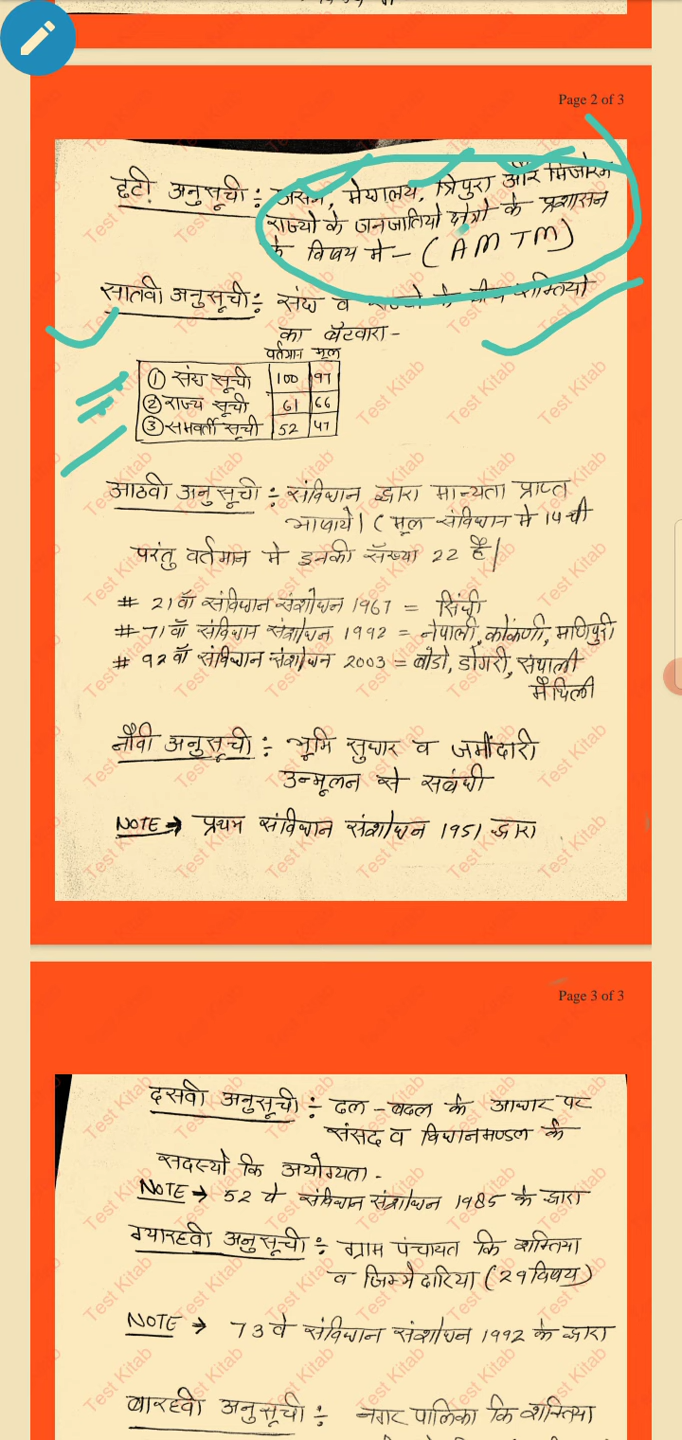 Page 2 of 3
छटी अनुसूची ÷ असम, मेघालय, त्रिपुरा और मिजोरम
राज्यो के जनजातियो क्षेत्रो के प्रशासन
के विषय मे - (AMTM)
सातवी अनुसूची ÷ संघ व राज्यो के बीच शक्तियो
का बॅटवारा -
वर्तमान मूल
① संघ सूची 100 97
② राज्य सूची 61 66
③ समवर्ती सूची 52 47
आठवी अनुसूची ÷ संविधान द्वारा मान्यता प्राप्त
भाषाये। (मूल संविधान मे 14 थी
परंतु वर्तमान मे इनकी सॅख्या 22 है।
# 21वॉ संविधान संशोधन 1967 = सिंधी
# 71वॉ संविधान संशोधन 1992 = नेपाली, कोंकणी, मणिपुरी
# 92वॉ संविधान संशोधन 2003 = बोडो, डोगरी, संथाली
मैथिली
नौवी अनुसूची ÷ भूमि सुधार व जमींदारी
उन्मूलन से सबंधी
NOTE → प्रथम संविधान संशोधन 1951 द्वारा
Page 3 of 3
दसवी अनुसूची ÷ दल-बदल के आधार पर
संसद व विधानमण्डल के
सदस्यो कि अयोग्यता -
NOTE → 52 वे संविधान संशोधन 1985 के द्वारा
ग्यारहवी अनुसूची ÷ ग्राम पंचायत कि शक्तिया
व जिम्मेदारिया (29 विषय)
NOTE → 73 वे संविधान संशोधन 1992 के द्वारा
बारहवी अनुसूची ÷ नगर पालिका कि शक्तिया